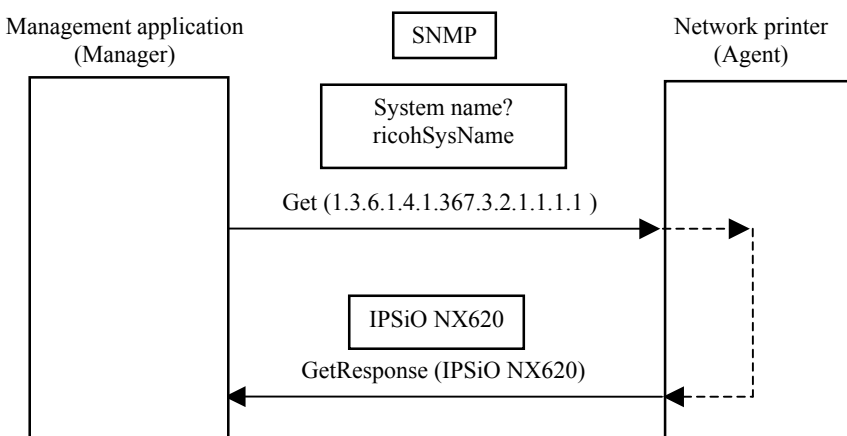 Management application
(Manager)
SNMP
Network printer
(Agent)
System name?
ricohSysName
Get (1.3.6.1.4.1.367.3.2.1.1.1.1 )
IPSiO NX620
GetResponse (IPSiO NX620)